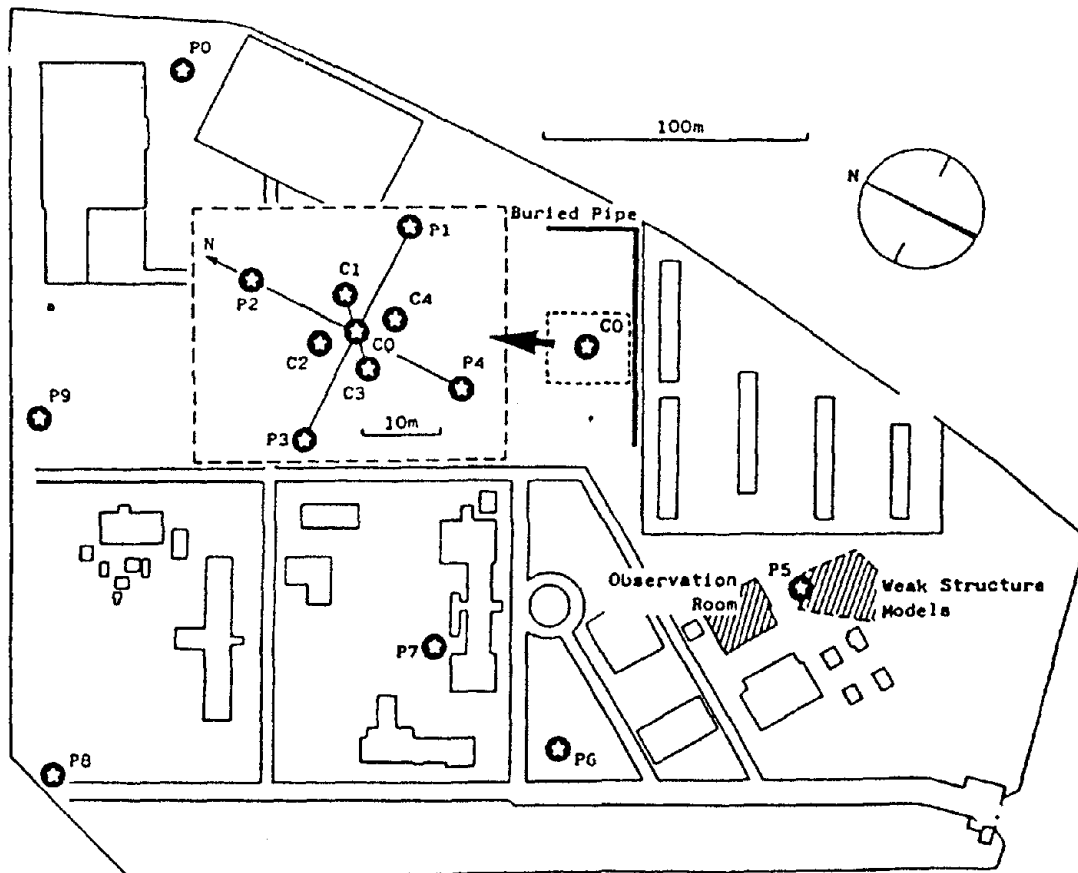 P0
100m
N
Buried Pipe
P1
N
P2
C1
C4
C0
C0
C2
C3
P4
P9
P3
10m
P5
Observation
Room
Weak Structure
Models
P7
P6
P8